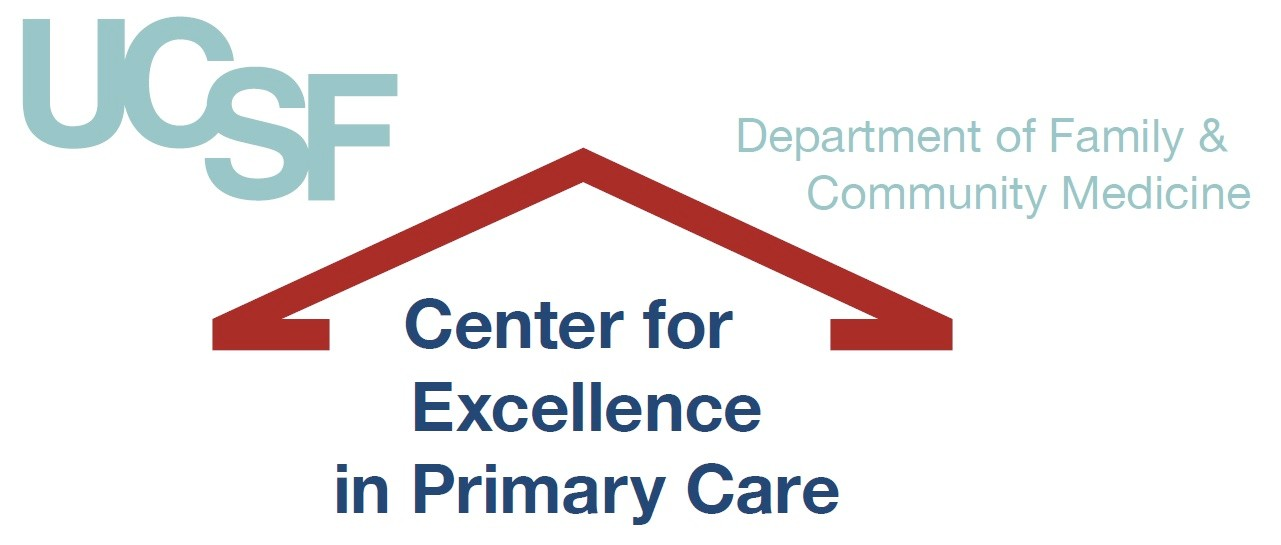 UCSF
Department of Family &
Community Medicine
Center for
Excellence
in Primary Care